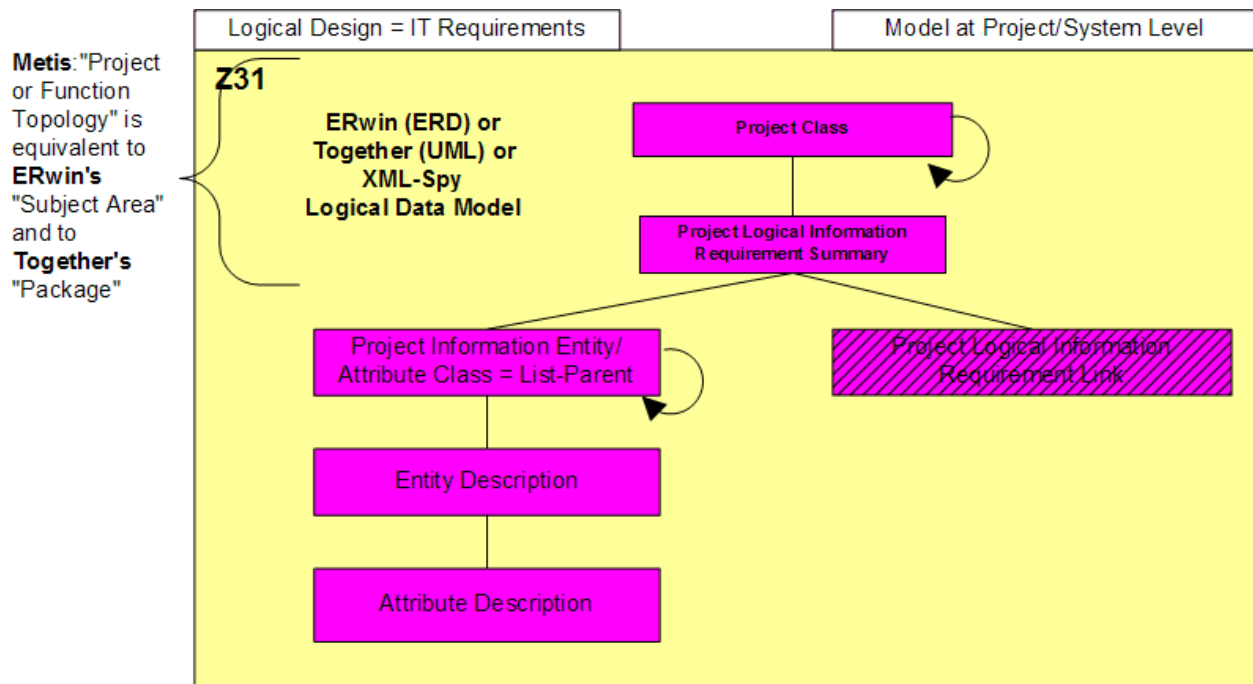 Logical Design = IT Requirements
Model at Project/System Level
Metis:"Project
or Function
Topology" is
equivalent to
ERwin's
"Subject Area"
and to
Together's
"Package"
Z31
ERwin (ERD) or
Together (UML) or
XML-Spy
Logical Data Model
Project Class
Project Logical Information
Requirement Summary
Project Information Entity/
Attribute Class = List-Parent
Project Logical Information
Requirement Link
Entity Description
Attribute Description